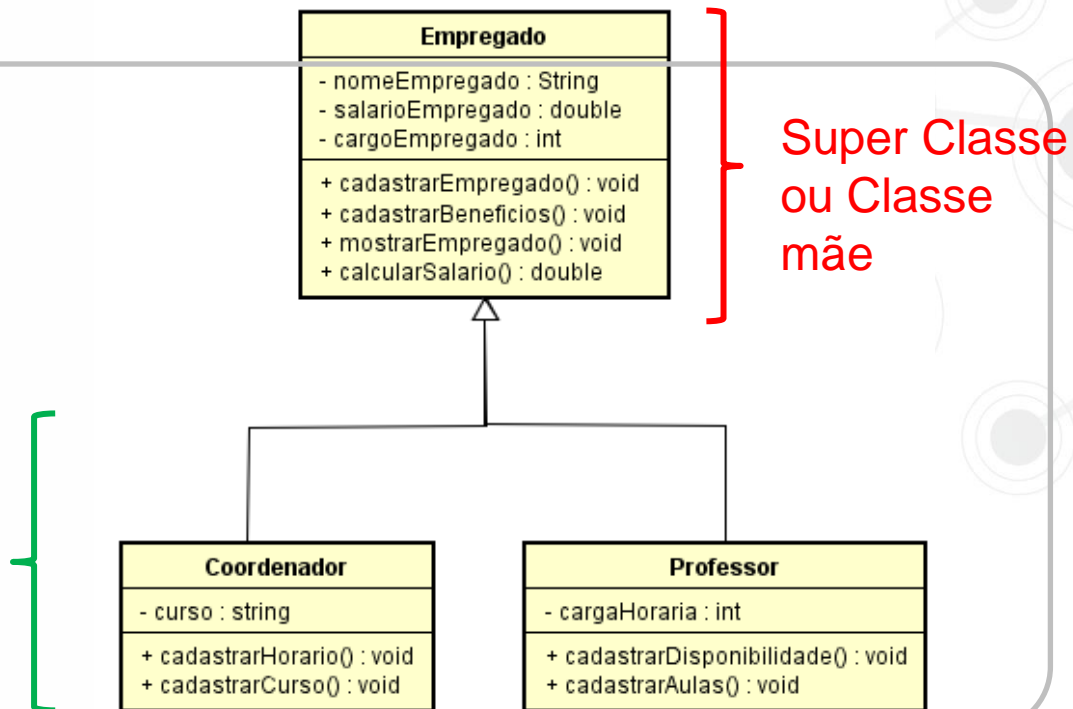 Empregado
- nomeEmpregado : String
- salarioEmpregado : double
- cargoEmpregado : int
+ cadastrarEmpregado() : void
+ cadastrarBeneficios() : void
+ mostrarEmpregado() : void
+ calcularSalario() : double
Super Classe
ou Classe
mãe
Coordenador
- curso : string
+ cadastrarHorario() : void
+ cadastrarCurso() : void
Professor
- cargaHoraria : int
+ cadastrarDisponibilidade() : void
+ cadastrarAulas() : void